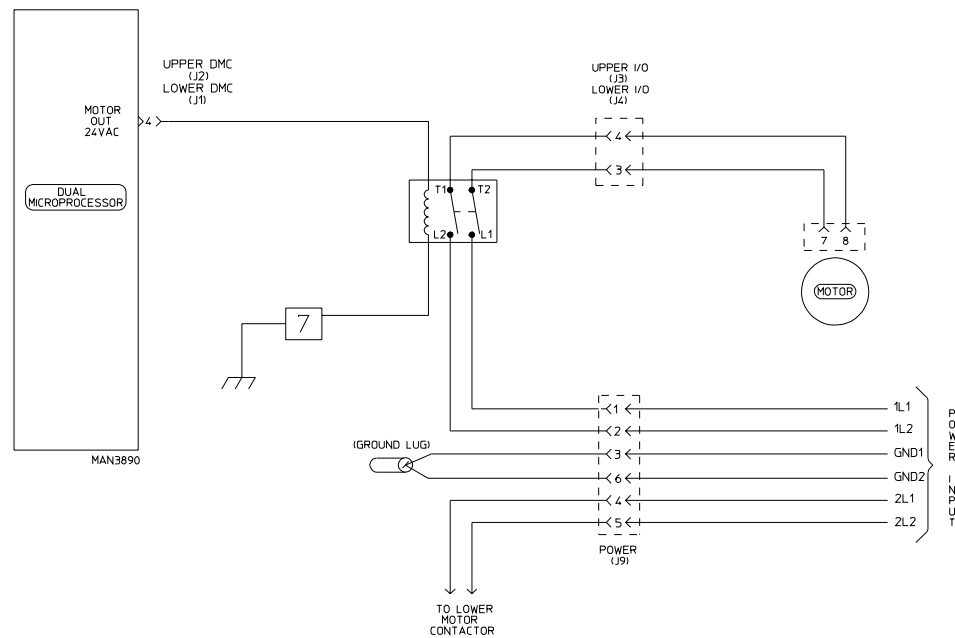 UPPER DMC
(J2)
LOWER DMC
(J1)
MOTOR
OUT
24VAC
4
DUAL
MICROPROCESSOR
MAN3890
UPPER I/O
(J3)
LOWER I/O
(J4)
4
3
T1
T2
L2
L1
7
7
8
MOTOR
(GROUND LUG)
1
2
3
6
4
5
1L1
1L2
GND1
GND2
2L1
2L2
POWER INPUT
POWER
(J9)
TO LOWER
MOTOR
CONTACTOR